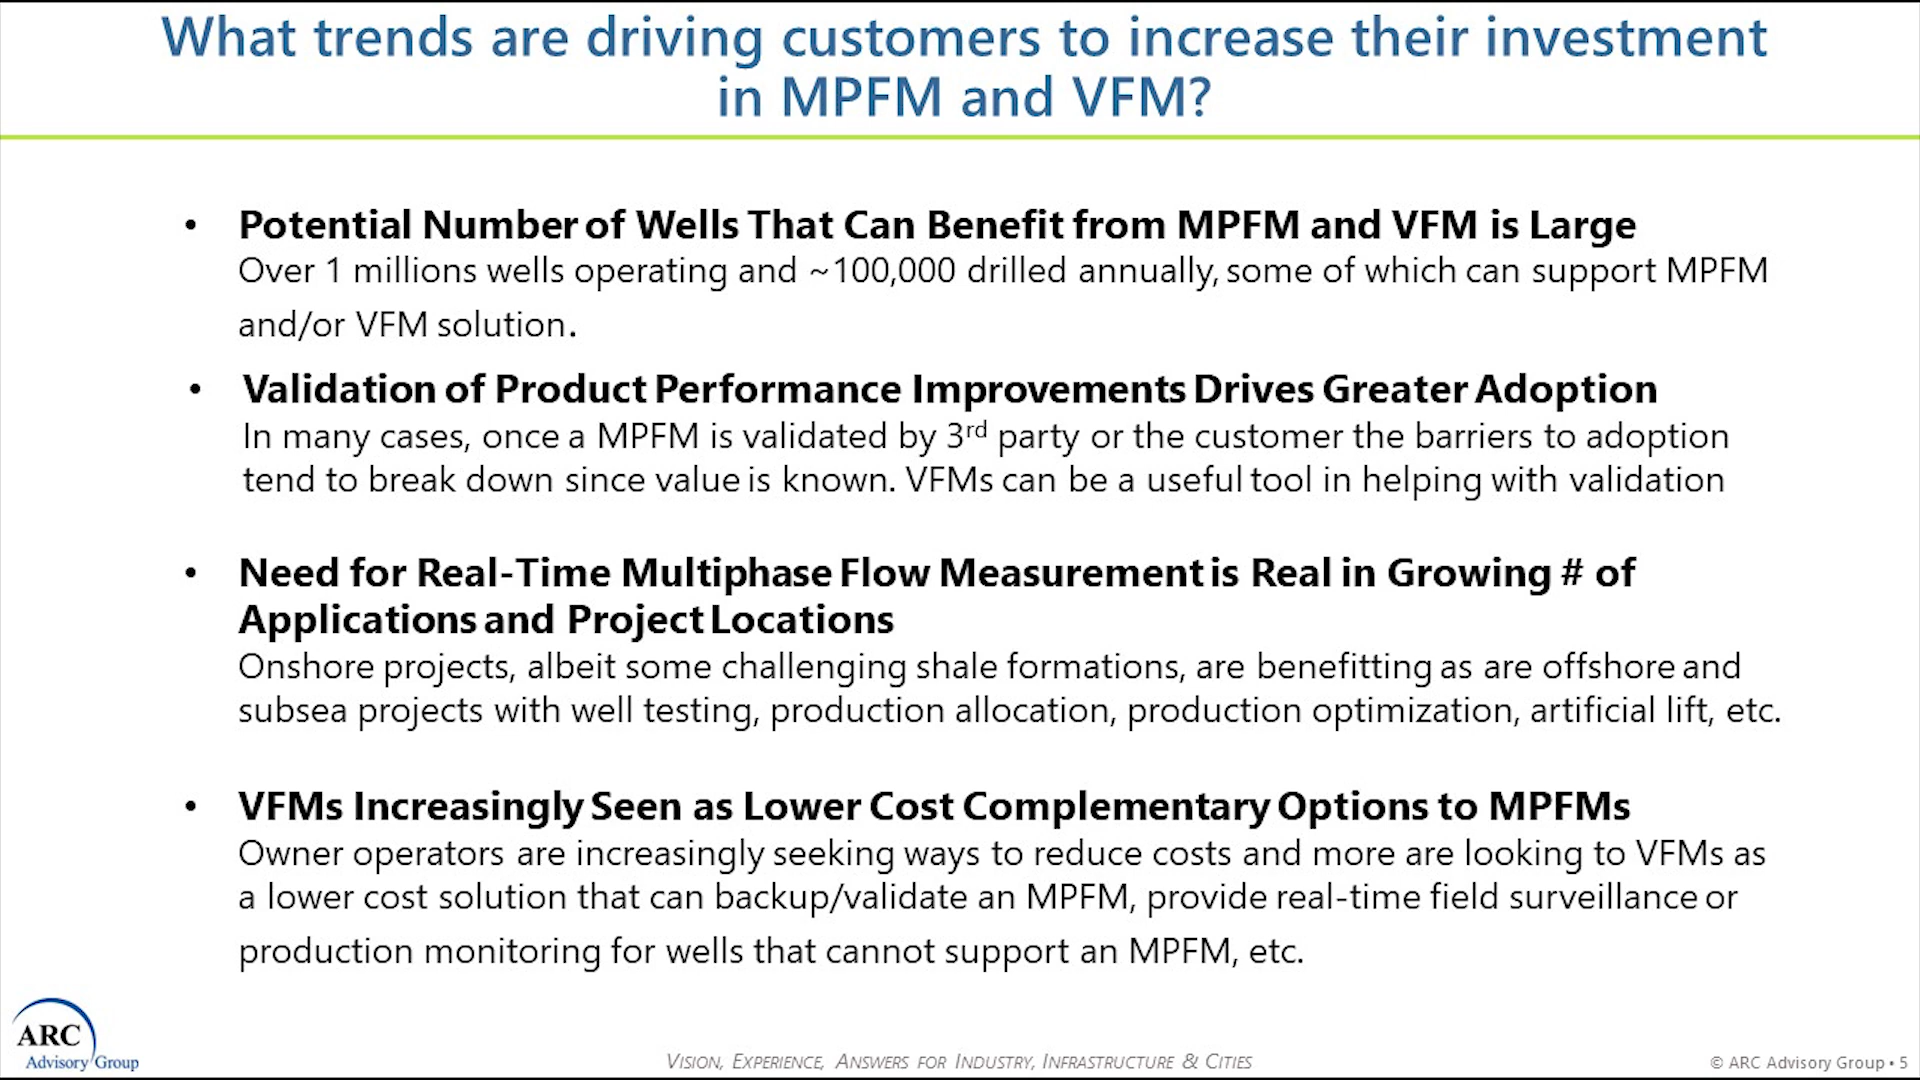 What trends are driving customers to increase their investment
in MPFM and VFM?
• Potential Number of Wells That Can Benefit from MPFM and VFM is Large
Over 1 millions wells operating and ~100,000 drilled annually, some of which can support MPFM
and/or VFM solution.
• Validation of Product Performance Improvements Drives Greater Adoption
In many cases, once a MPFM is validated by 3rd party or the customer the barriers to adoption
tend to break down since value is known. VFMs can be a useful tool in helping with validation
• Need for Real-Time Multiphase Flow Measurement is Real in Growing # of
Applications and Project Locations
Onshore projects, albeit some challenging shale formations, are benefitting as are offshore and
subsea projects with well testing, production allocation, production optimization, artificial lift, etc.
• VFMs Increasingly Seen as Lower Cost Complementary Options to MPFMs
Owner operators are increasingly seeking ways to reduce costs and more are looking to VFMs as
a lower cost solution that can backup/validate an MPFM, provide real-time field surveillance or
production monitoring for wells that cannot support an MPFM, etc.
ARC
Advisory Group
VISION, EXPERIENCE, ANSWERS FOR INDUSTRY, INFRASTRUCTURE & CITIES
© ARC Advisory Group • 5